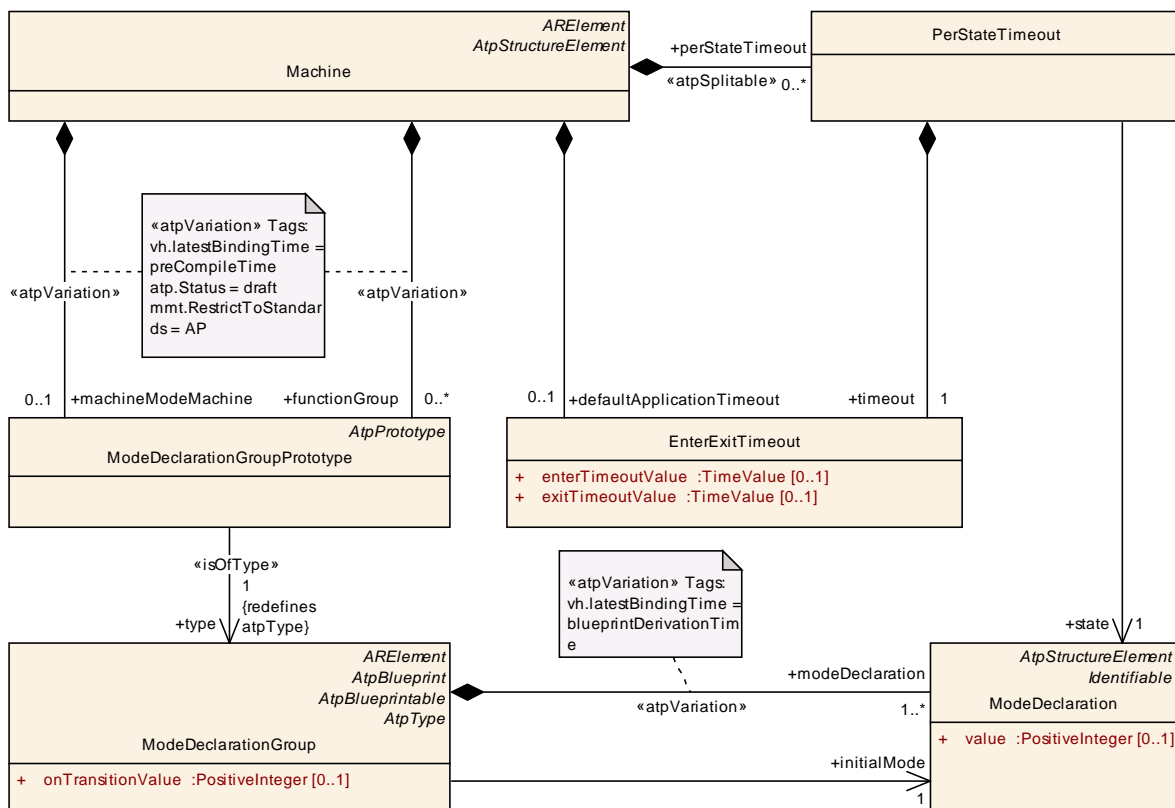 ARElement
AtpStructureElement
Machine
+perStateTimeout
«atpSplitable» 0..*
PerStateTimeout
«atpVariation» Tags:
vh.latestBindingTime =
preCompileTime
atp.Status = draft
mmt.RestrictToStandar
ds = AP
«atpVariation»
«atpVariation»
0..1
+machineModeMachine
+functionGroup
0..*
0..1
+defaultApplicationTimeout
+timeout
1
AtpPrototype
ModeDeclarationGroupPrototype
EnterExitTimeout
+ enterTimeoutValue :TimeValue [0..1]
+ exitTimeoutValue :TimeValue [0..1]
«isOfType»
1
{redefines
atpType}
+type
«atpVariation» Tags:
vh.latestBindingTime =
blueprintDerivationTim
e
+state
1
ARElement
AtpBlueprint
AtpBlueprintable
AtpType
ModeDeclarationGroup
+ onTransitionValue :PositiveInteger [0..1]
+modeDeclaration
«atpVariation»
1..*
+initialMode
1
AtpStructureElement
Identifiable
ModeDeclaration
+ value :PositiveInteger [0..1]